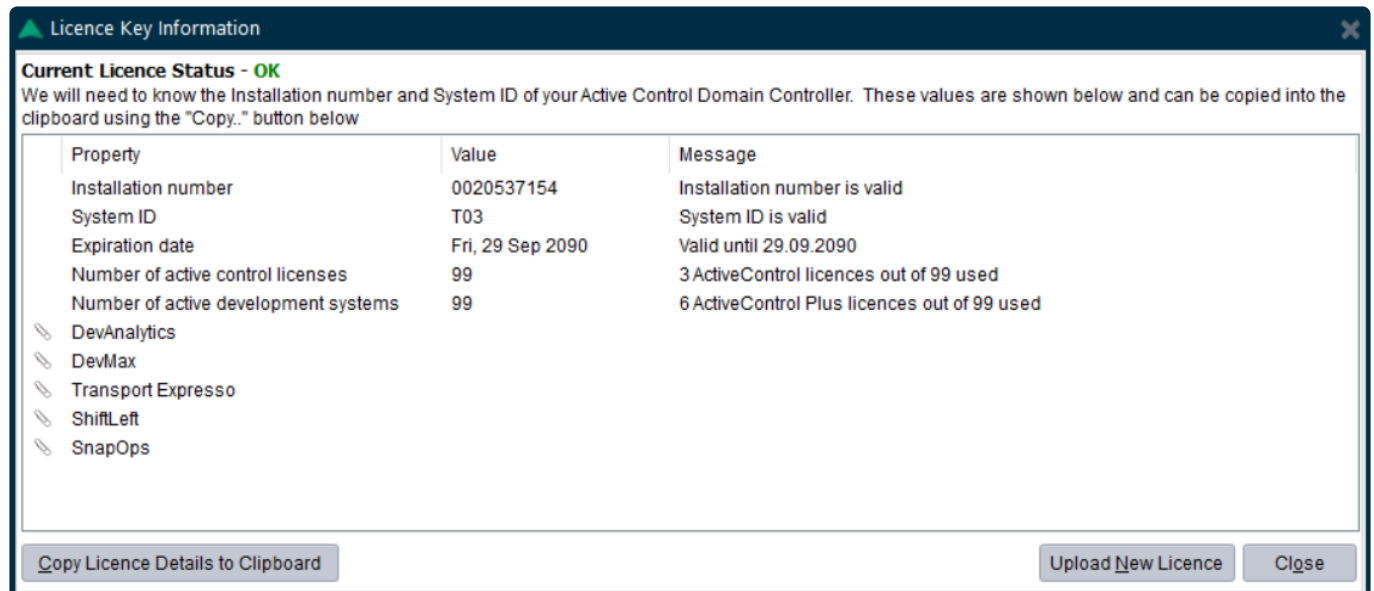 Licence Key Information
Current Licence Status - OK
We will need to know the Installation number and System ID of your Active Control Domain Controller. These values are shown below and can be copied into the
clipboard using the "Copy.." button below
Property Value Message
Installation number 0020537154 Installation number is valid
System ID T03 System ID is valid
Expiration date Fri, 29 Sep 2090 Valid until 29.09.2090
Number of active control licenses 99 3 ActiveControl licences out of 99 used
Number of active development systems 99 6 ActiveControl Plus licences out of 99 used
DevAnalytics
DevMax
Transport Expresso
ShiftLeft
SnapOps
Copy Licence Details to Clipboard Upload New Licence Close